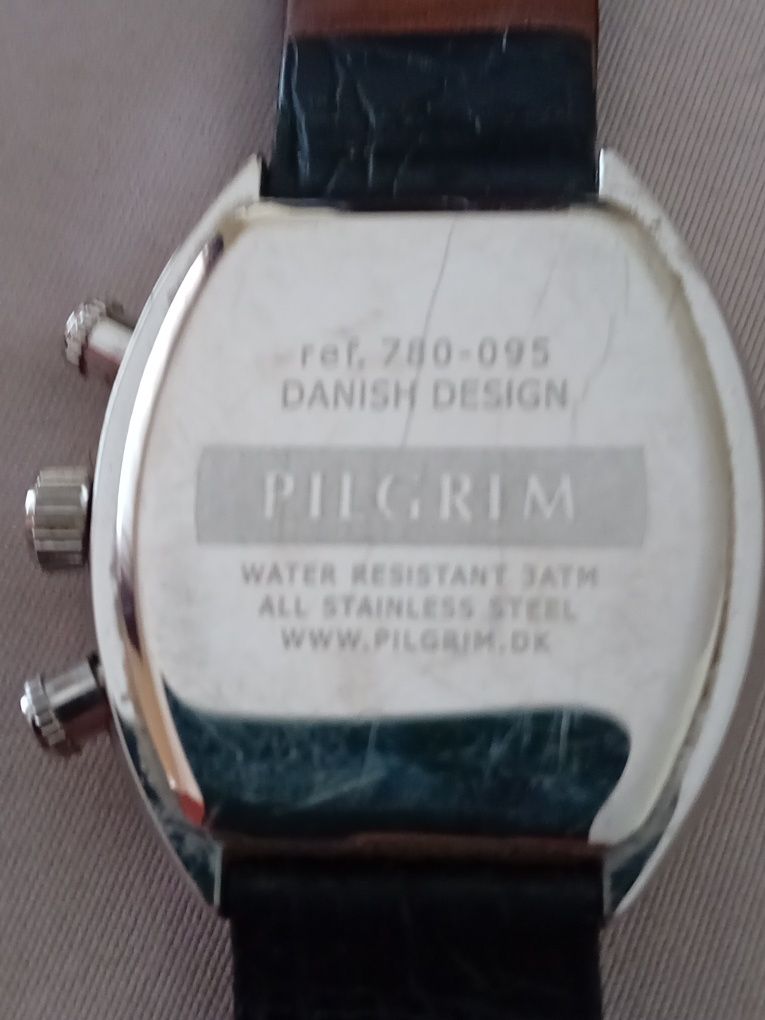 ref. 780-095
DANISH DESIGN
PILGRIM
WATER RESISTANT 3ATM
ALL STAINLESS STEEL
WWW.PILGRIM.DK